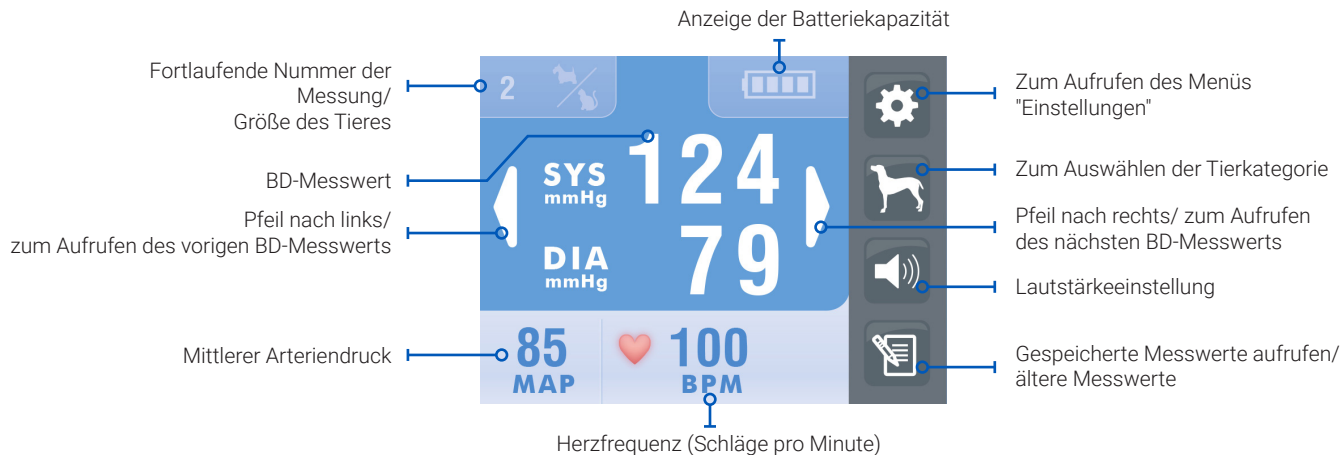 Anzeige der Batteriekapazität
Fortlaufende Nummer der
Messung/
Größe des Tieres
BD-Messwert
Pfeil nach links/
zum Aufrufen des vorigen BD-Messwerts
Mittlerer Arteriendruck
2
SYS
mmHg
124
DIA
mmHg
79
85
MAP
100
BPM
Zum Aufrufen des Menüs
"Einstellungen"
Zum Auswählen der Tierkategorie
Pfeil nach rechts/ zum Aufrufen
des nächsten BD-Messwerts
Lautstärkeeinstellung
Gespeicherte Messwerte aufrufen/
ältere Messwerte
Herzfrequenz (Schläge pro Minute)